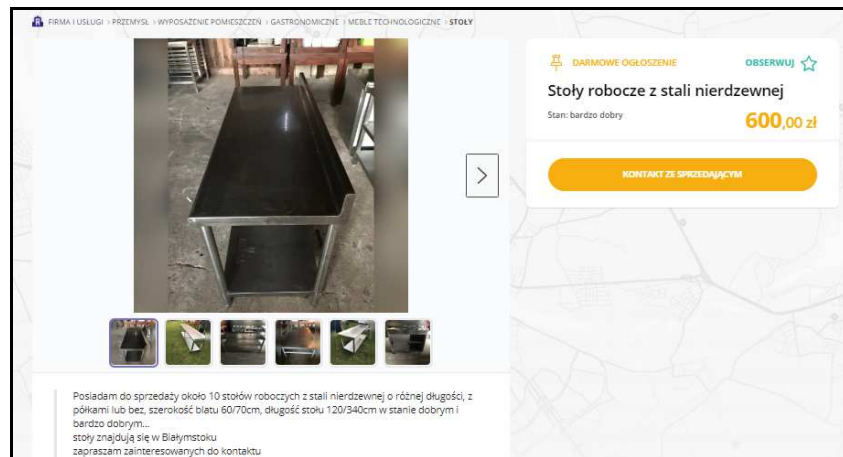 FIRMA I USŁUGI › PRZEMYSŁ › WYPOSAŻENIE POMIESZCZEŃ › GASTRONOMICZNE › MEBLE TECHNOLOGICZNE › STOŁY
DARMOWE OGŁOSZENIE
OBSERWUJ
Stoły robocze z stali nierdzewnej
Stan: bardzo dobry
600,00 zł
KONTAKT ZE SPRZEDAJĄCYM
Posiadam do sprzedaży około 10 stołów roboczych z stali nierdzewnej o różnej długości, z
półkami lub bez, szerokość blatu 60/70cm, długość stołu 120/340cm w stanie dobrym i
bardzo dobrym...
stoły znajdują się w Białymstoku
zapraszam zainteresowanych do kontaktu